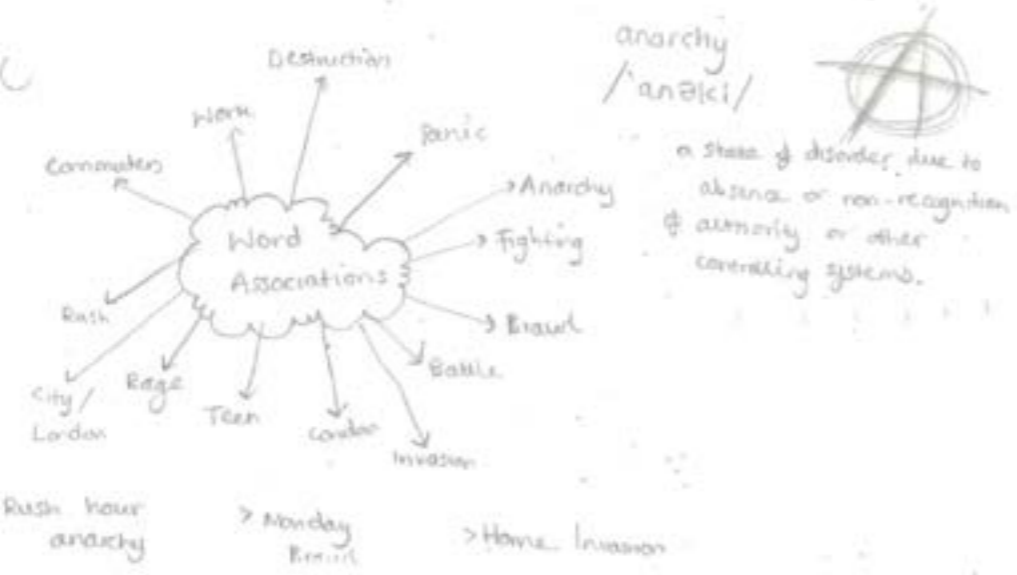 Destruction
Work
Panic
Commuters
Anarchy
Fighting
Word
Associations
Rush
Brawl
Battle
City /
London
Rage
Teen
London
Invasion
anarchy
/'anəki/
a state of disorder due to
absence or non-recognition
of authority or other
controlling systems.
Rush hour
anarchy
> Monday
Brawl
> Home Invasion